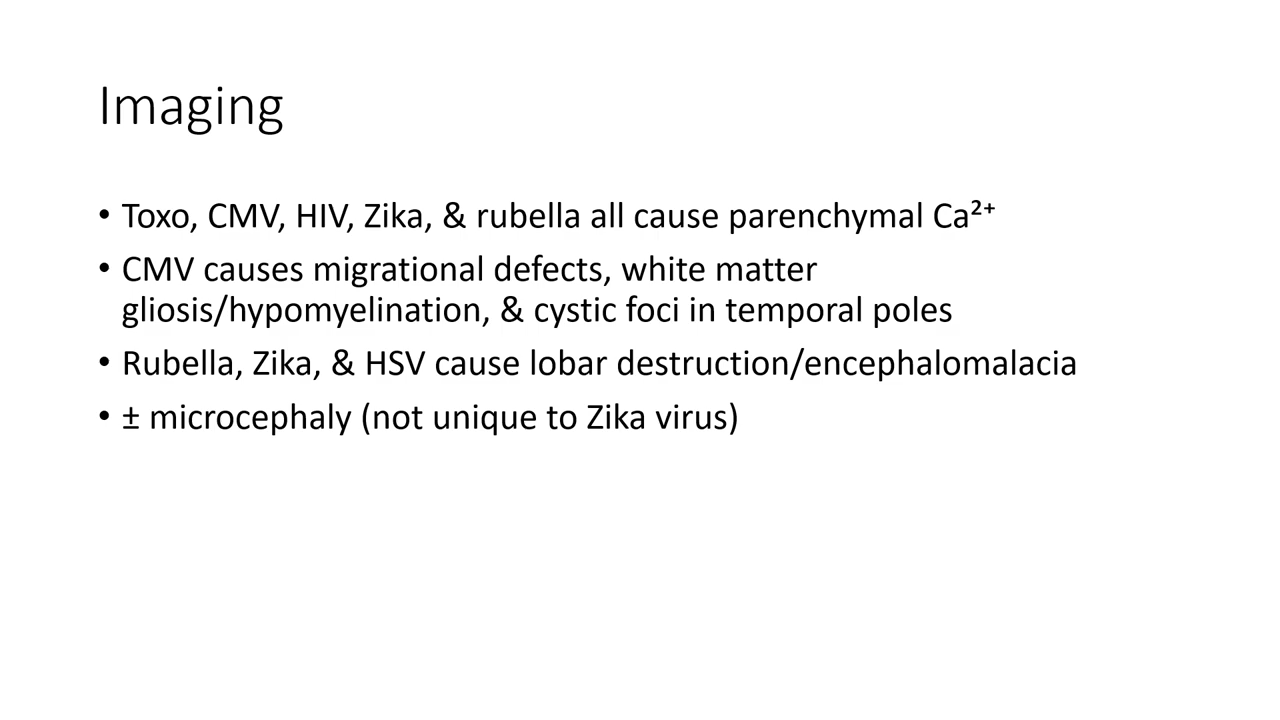 Imaging
• Toxo, CMV, HIV, Zika, & rubella all cause parenchymal Ca²⁺
• CMV causes migrational defects, white matter
gliosis/hypomyelination, & cystic foci in temporal poles
• Rubella, Zika, & HSV cause lobar destruction/encephalomalacia
• ± microcephaly (not unique to Zika virus)